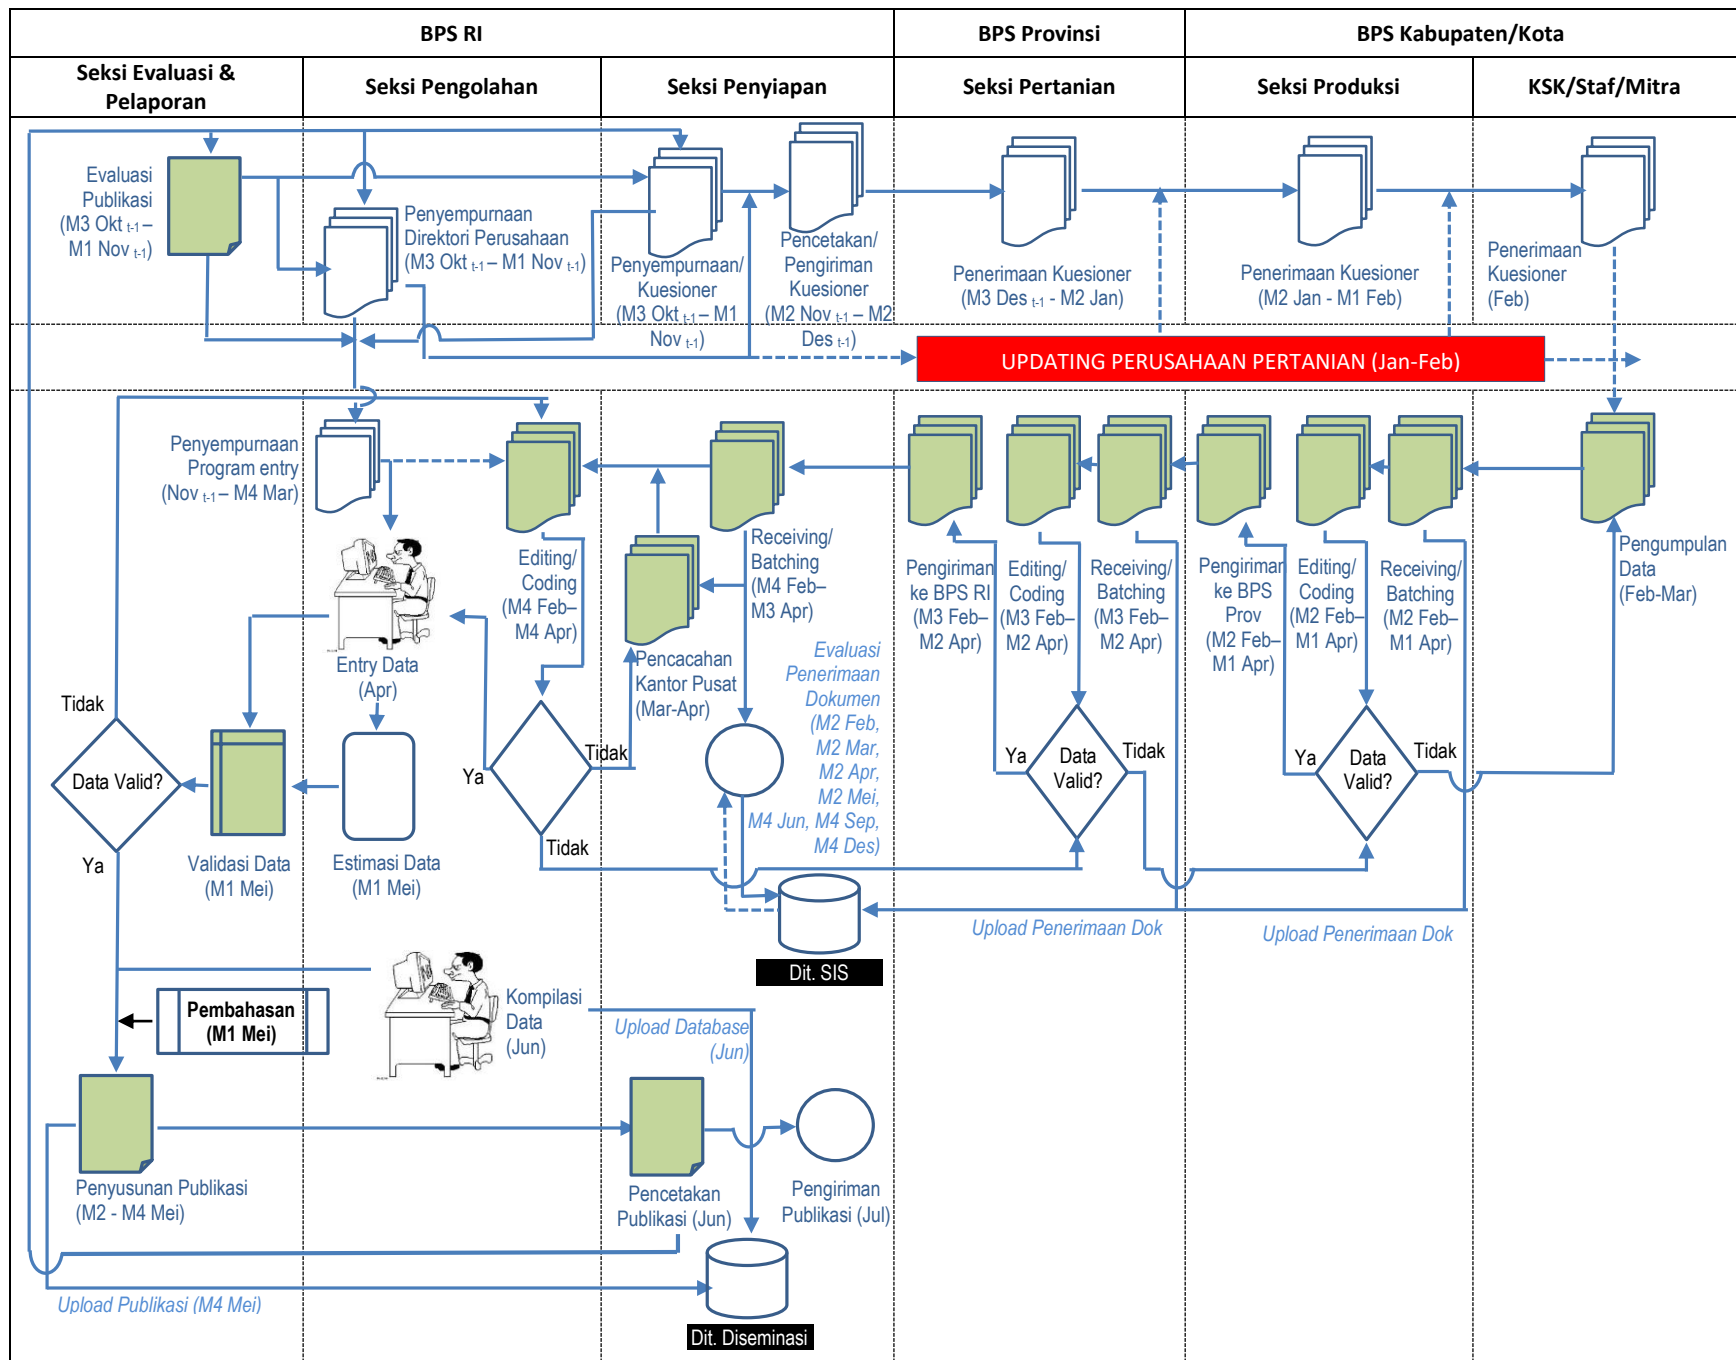 BPS RI
BPS Provinsi
BPS Kabupaten/Kota
Seksi Evaluasi &
Pelaporan
Seksi Pengolahan
Seksi Penyiapan
Seksi Pertanian
Seksi Produksi
KSK/Staf/Mitra
Evaluasi
Publikasi
(M3 Okt t-1 –
M1 Nov t-1)
Penyempurnaan
Direktori Perusahaan
(M3 Okt t-1 – M1 Nov t-1)
Penyempurnaan/
Kuesioner
(M3 Okt t-1 – M1
Nov t-1)
Pencetakan/
Pengiriman
Kuesioner
(M2 Nov t-1 – M2
Des t-1)
Penerimaan Kuesioner
(M3 Des t-1 - M2 Jan)
Penerimaan Kuesioner
(M2 Jan - M1 Feb)
Penerimaan
Kuesioner
(Feb)
UPDATING PERUSAHAAN PERTANIAN (Jan-Feb)
Penyempurnaan
Program entry
(Nov t-1 – M4 Mar)
Editing/
Coding
(M4 Feb–
M4 Apr)
Receiving/
Batching
(M4 Feb–
M3 Apr)
Pengiriman
ke BPS RI
(M3 Feb–
M2 Apr)
Editing/
Coding
(M3 Feb–
M2 Apr)
Receiving/
Batching
(M3 Feb–
M2 Apr)
Pengiriman
ke BPS
Prov
(M2 Feb–
M1 Apr)
Editing/
Coding
(M2 Feb–
M1 Apr)
Receiving/
Batching
(M2 Feb–
M1 Apr)
Pengumpulan
Data
(Feb-Mar)
Entry Data
(Apr)
Pencacahan
Kantor Pusat
(Mar-Apr)
Evaluasi
Penerimaan
Dokumen
(M2 Feb,
M2 Mar,
M2 Apr,
M2 Mei,
M4 Jun, M4 Sep,
M4 Des)
Tidak
Data Valid?
Ya
Validasi Data
(M1 Mei)
Estimasi Data
(M1 Mei)
Ya
Tidak
Tidak
Ya
Data
Valid?
Tidak
Ya
Data
Valid?
Tidak
Upload Penerimaan Dok
Upload Penerimaan Dok
Dit. SIS
Pembahasan
(M1 Mei)
Kompilasi
Data
(Jun)
Upload Database
(Jun)
Penyusunan Publikasi
(M2 - M4 Mei)
Pencetakan
Publikasi (Jun)
Pengiriman
Publikasi (Jul)
Upload Publikasi (M4 Mei)
Dit. Diseminasi